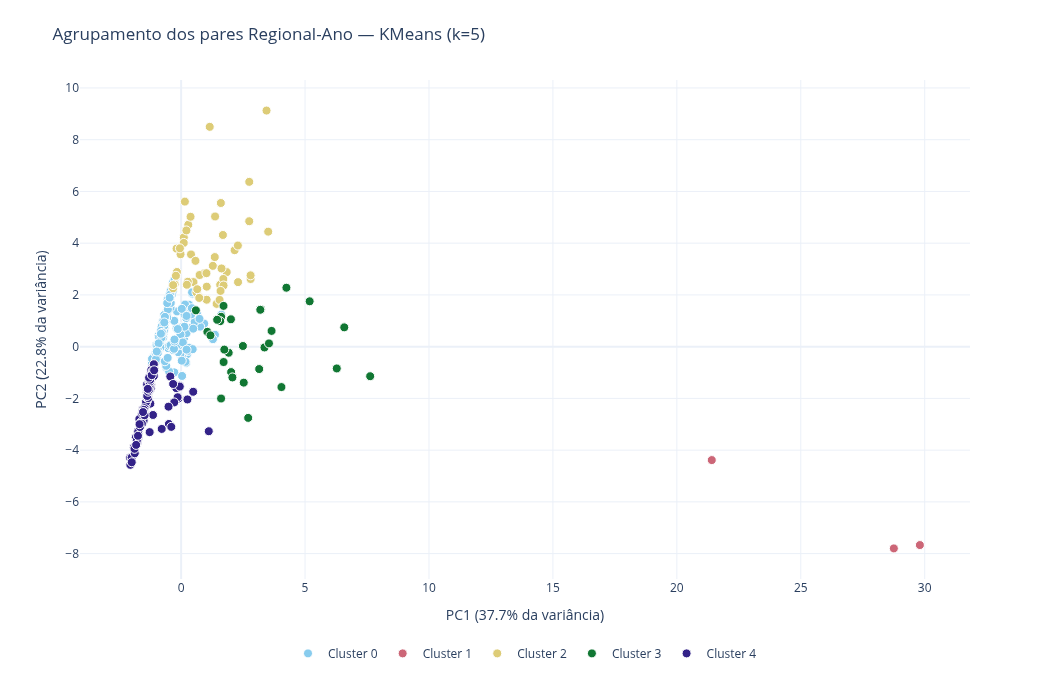 Agrupamento dos pares Regional-Ano — KMeans (k=5)
10
8
6
4
2
0
−2
−4
−6
−8
PC2 (22.8% da variância)
0 5 10 15 20 25 30
PC1 (37.7% da variância)
Cluster 0 Cluster 1 Cluster 2 Cluster 3 Cluster 4